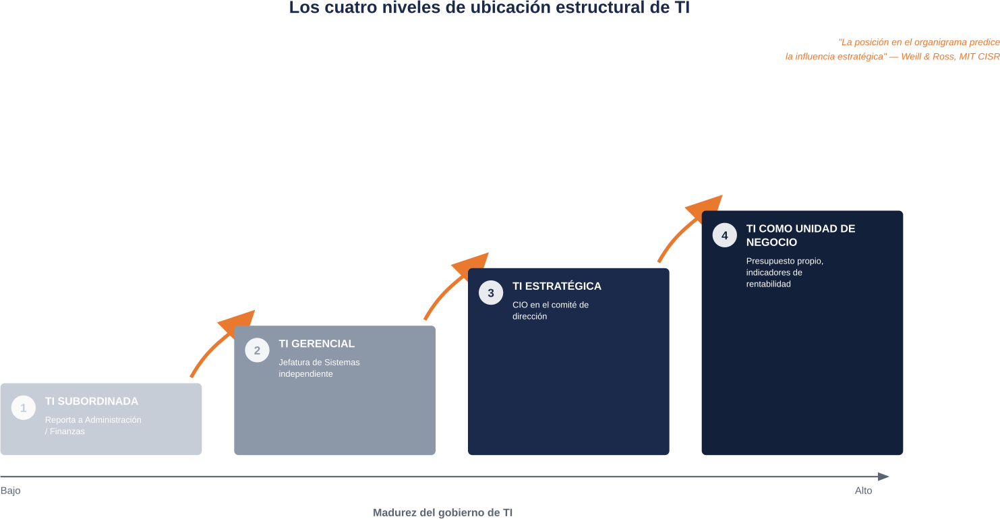 Los cuatro niveles de ubicación estructural de TI
"La posición en el organigrama predice
la influencia estratégica" — Weill & Ross, MIT CISR
1
TI SUBORDINADA
Reporta a Administración
/ Finanzas
2
TI GERENCIAL
Jefatura de Sistemas
independiente
3
TI ESTRATÉGICA
CIO en el comité de
dirección
4
TI COMO UNIDAD DE
NEGOCIO
Presupuesto propio,
indicadores de
rentabilidad
Bajo
Alto
Madurez del gobierno de TI